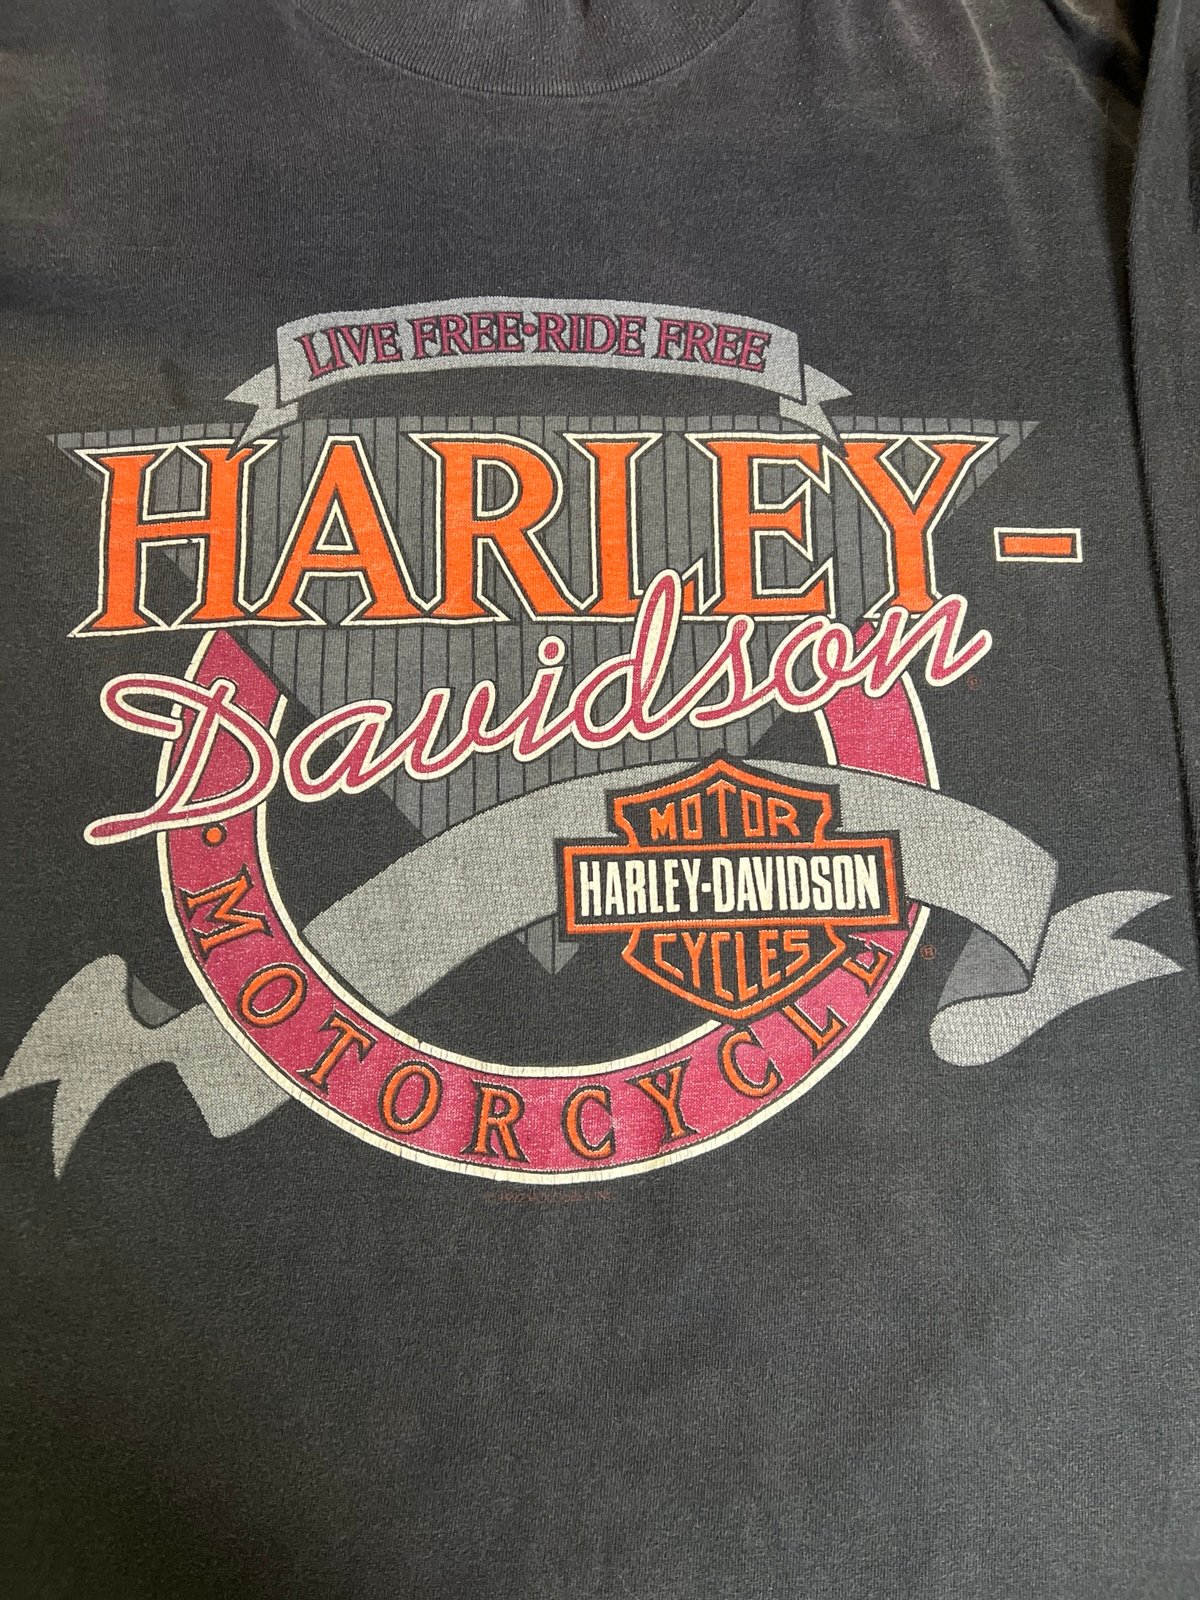 LIVE FREE•RIDE FREE
HARLEY-
Davidson
®
MOTOR
HARLEY-DAVIDSON
CYCLES
®
• MOTORCYCLE